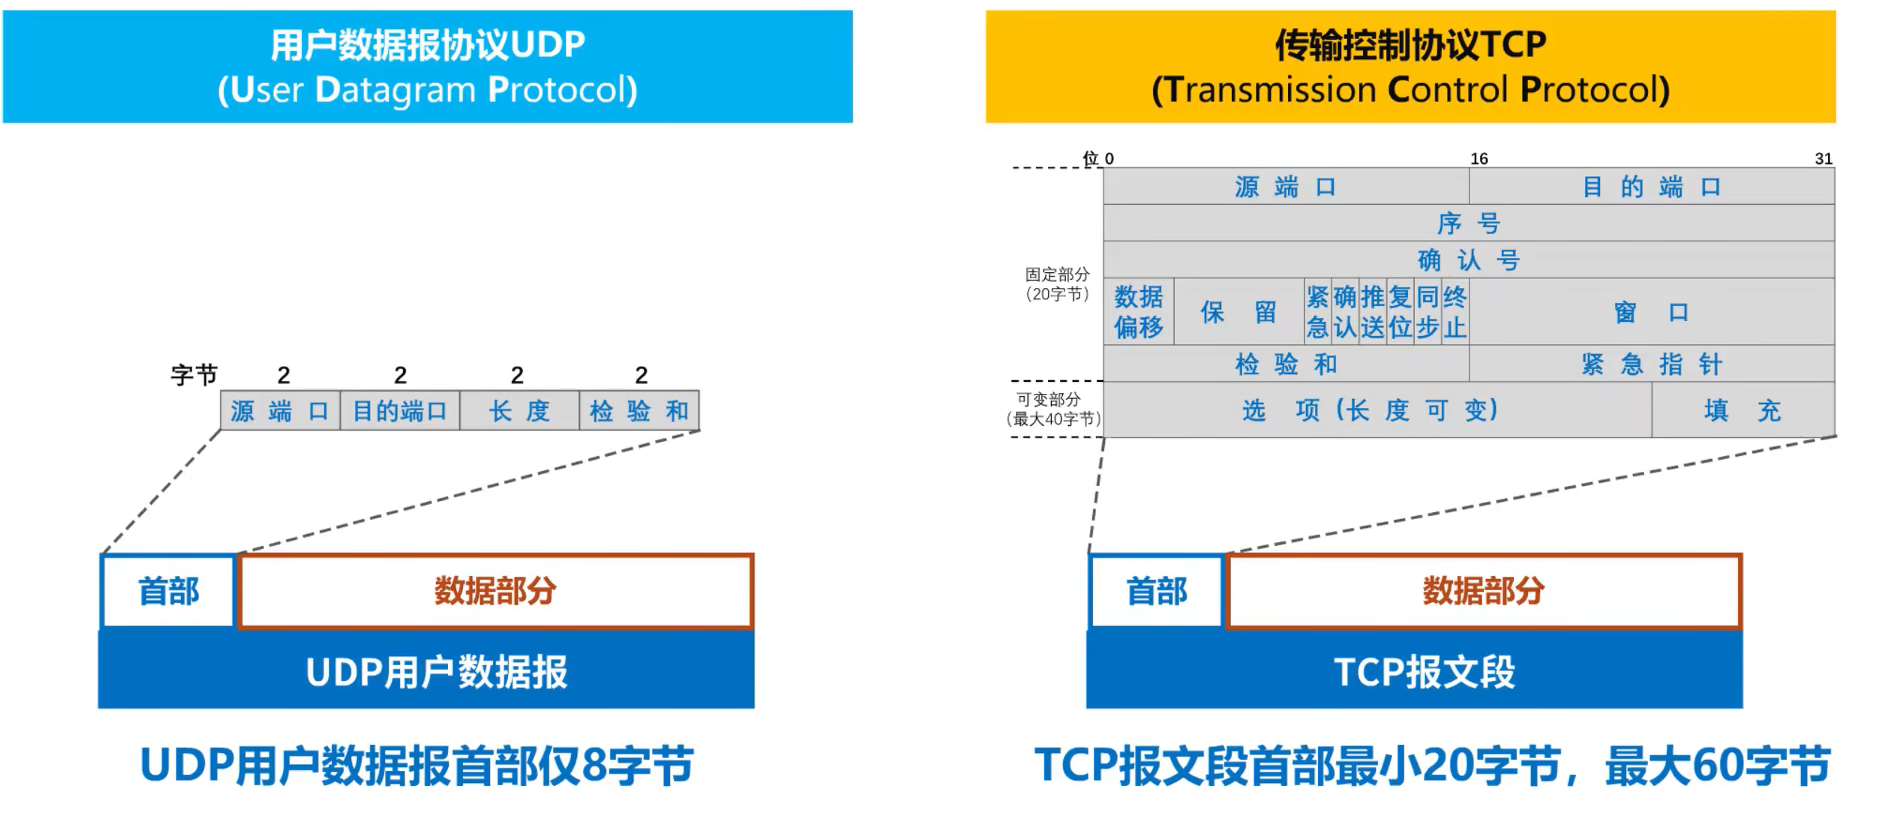 用户数据报协议UDP
(User Datagram Protocol)
字节 2 2 2 2
源端口 目的端口 长度 检验和
首部 数据部分
UDP用户数据报
UDP用户数据报首部仅8字节
传输控制协议TCP
(Transmission Control Protocol)
位 0 16 31
源端口 目的端口
序号
确认号
固定部分
(20字节)
数据偏移 保留 紧急 确认 推送 复位 同步 终止 窗口
检验和 紧急指针
可变部分
(最大40字节)
选项(长度可变) 填充
首部 数据部分
TCP报文段
TCP报文段首部最小20字节，最大60字节